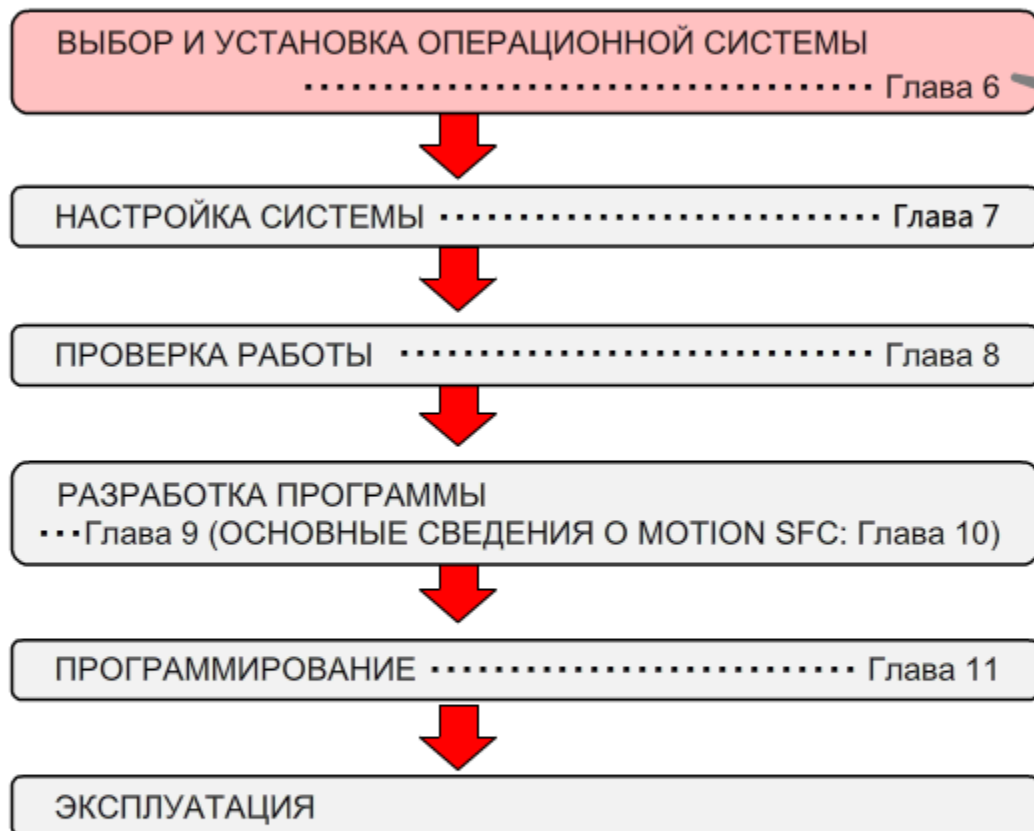 ВЫБОР И УСТАНОВКА ОПЕРАЦИОННОЙ СИСТЕМЫ
····································· Глава 6
НАСТРОЙКА СИСТЕМЫ ····························· Глава 7
ПРОВЕРКА РАБОТЫ ······························· Глава 8
РАЗРАБОТКА ПРОГРАММЫ
···Глава 9 (ОСНОВНЫЕ СВЕДЕНИЯ О MOTION SFC: Глава 10)
ПРОГРАММИРОВАНИЕ ···························· Глава 11
ЭКСПЛУАТАЦИЯ